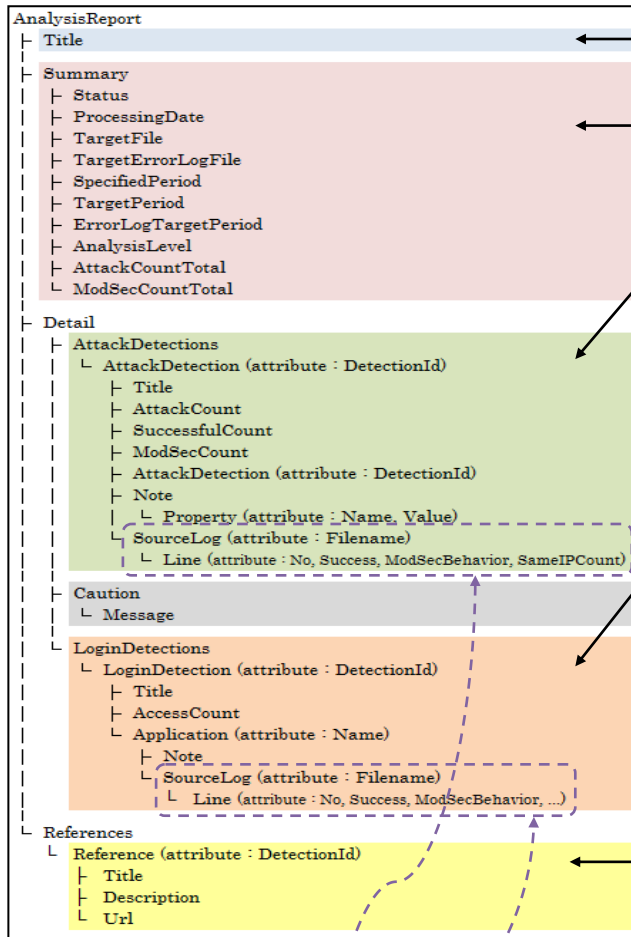 AnalysisReport
├ Title
├ Summary
├ Status
├ ProcessingDate
├ TargetFile
├ TargetErrorLogFile
├ SpecifiedPeriod
├ TargetPeriod
├ ErrorLogTargetPeriod
├ AnalysisLevel
├ AttackCountTotal
└ ModSecCountTotal
├ Detail
├ AttackDetections
└ AttackDetection (attribute : DetectionId)
├ Title
├ AttackCount
├ SuccessfulCount
├ ModSecCount
├ AttackDetection (attribute : DetectionId)
├ Note
└ Property (attribute : Name, Value)
└ SourceLog (attribute : Filename)
└ Line (attribute : No, Success, ModSecBehavior, SameIPCount)
├ Caution
└ Message
└ LoginDetections
└ LoginDetection (attribute : DetectionId)
├ Title
├ AccessCount
└ Application (attribute : Name)
├ Note
└ SourceLog (attribute : Filename)
└ Line (attribute : No, Success, ModSecBehavior, ...)
└ References
└ Reference (attribute : DetectionId)
├ Title
├ Description
└ Url